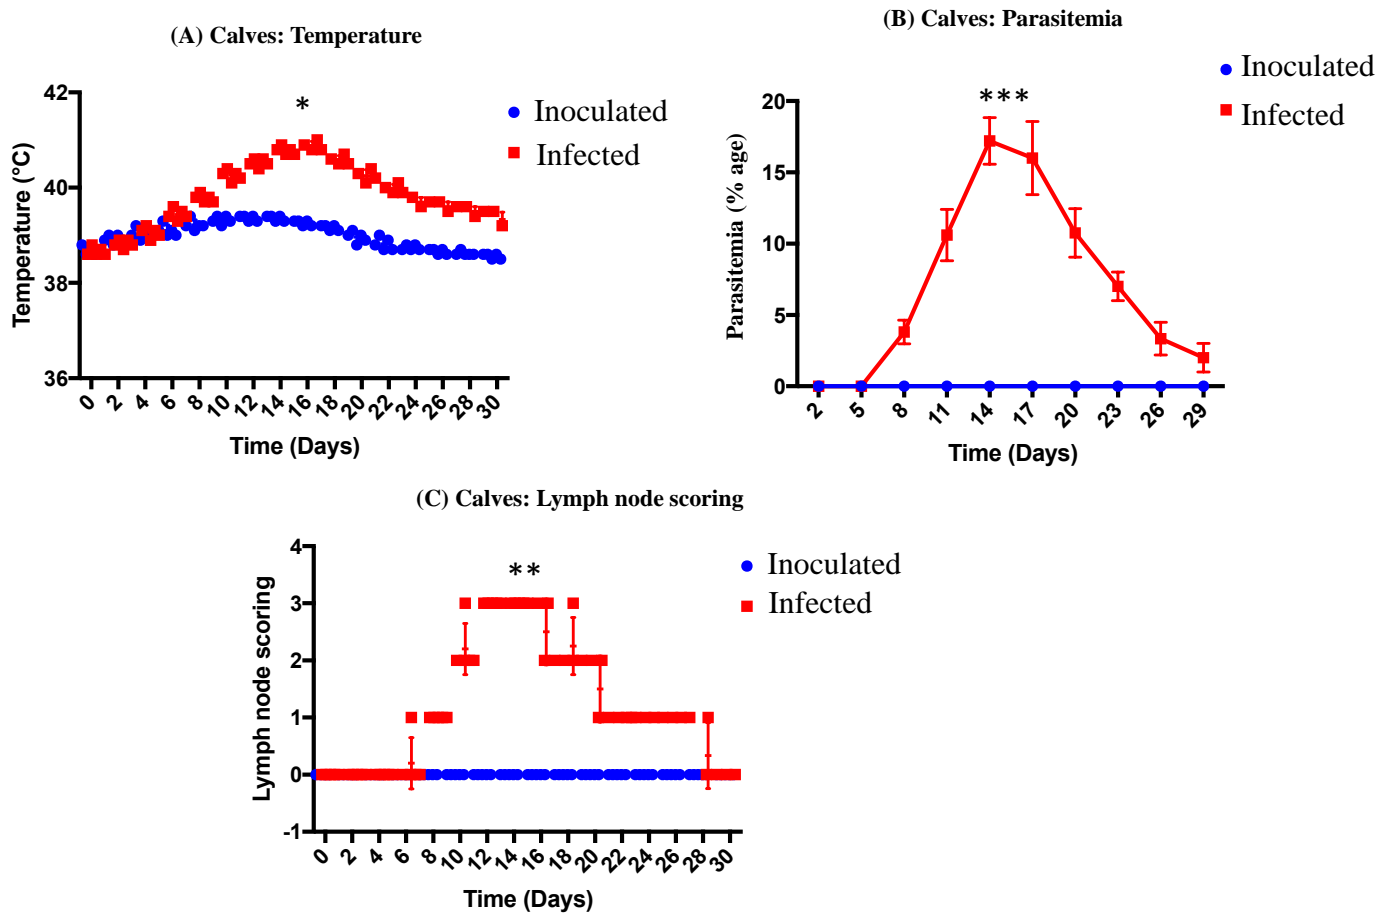 (A) Calves: Temperature
*
Inoculated
Infected
Temperature (°C)
42
40
38
36
0 2 4 6 8 10 12 14 16 18 20 22 24 26 28 30
Time (Days)
(B) Calves: Parasitemia
Inoculated
Infected
***
Parasitemia (% age)
20
15
10
5
0
2 5 8 11 14 17 20 23 26 29
Time (Days)
(C) Calves: Lymph node scoring
**
Inoculated
Infected
Lymph node scoring
4
3
2
1
0
-1
0 2 4 6 8 10 12 14 16 18 20 22 24 26 28 30
Time (Days)